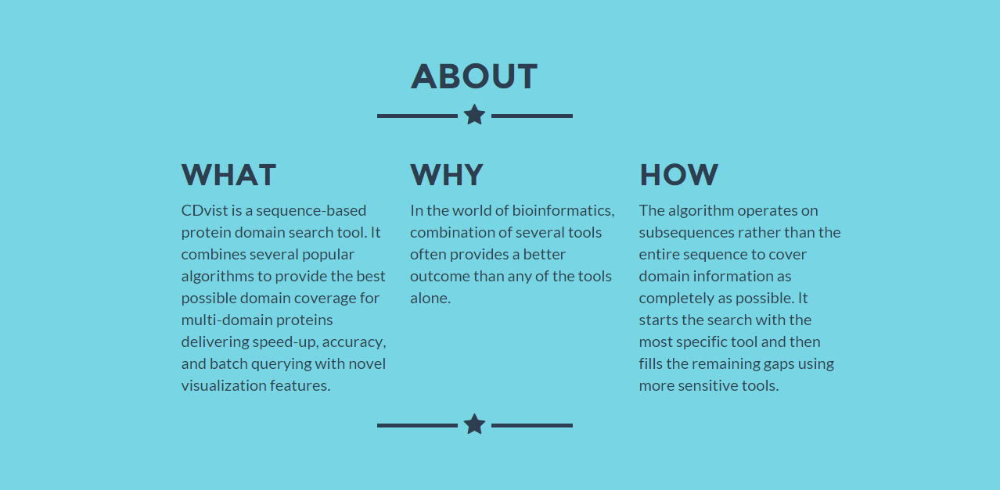 ABOUT
WHAT
CDvist is a sequence-based
protein domain search tool. It
combines several popular
algorithms to provide the best
possible domain coverage for
multi-domain proteins
delivering speed-up, accuracy,
and batch querying with novel
visualization features.
WHY
In the world of bioinformatics,
combination of several tools
often provides a better
outcome than any of the tools
alone.
HOW
The algorithm operates on
subsequences rather than the
entire sequence to cover
domain information as
completely as possible. It
starts the search with the
most specific tool and then
fills the remaining gaps using
more sensitive tools.